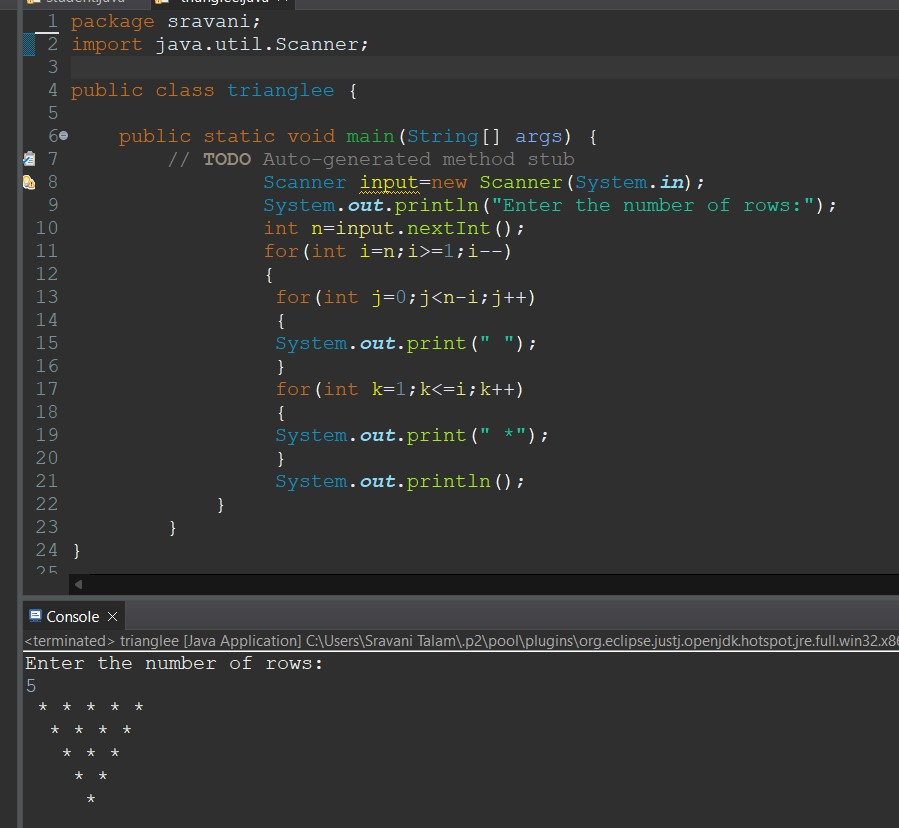 studentjava trianglee.java
1 package sravani;
2 import java.util.Scanner;
3
4 public class trianglee {
5
6 public static void main(String[] args) {
7 // TODO Auto-generated method stub
8 Scanner input=new Scanner(System.in);
9 System.out.println("Enter the number of rows:");
10 int n=input.nextInt();
11 for(int i=n;i>=1;i--)
12 {
13 for(int j=0;j<n-i;j++)
14 {
15 System.out.print(" ");
16 }
17 for(int k=1;k<=i;k++)
18 {
19 System.out.print(" *");
20 }
21 System.out.println();
22 }
23 }
24 }
25
Console
<terminated> trianglee [Java Application] C:\Users\Sravani Talam\.p2\pool\plugins\org.eclipse.justj.openjdk.hotspot.jre.full.win32.x86
Enter the number of rows:
5
* * * * *
* * * *
* * *
* *
*